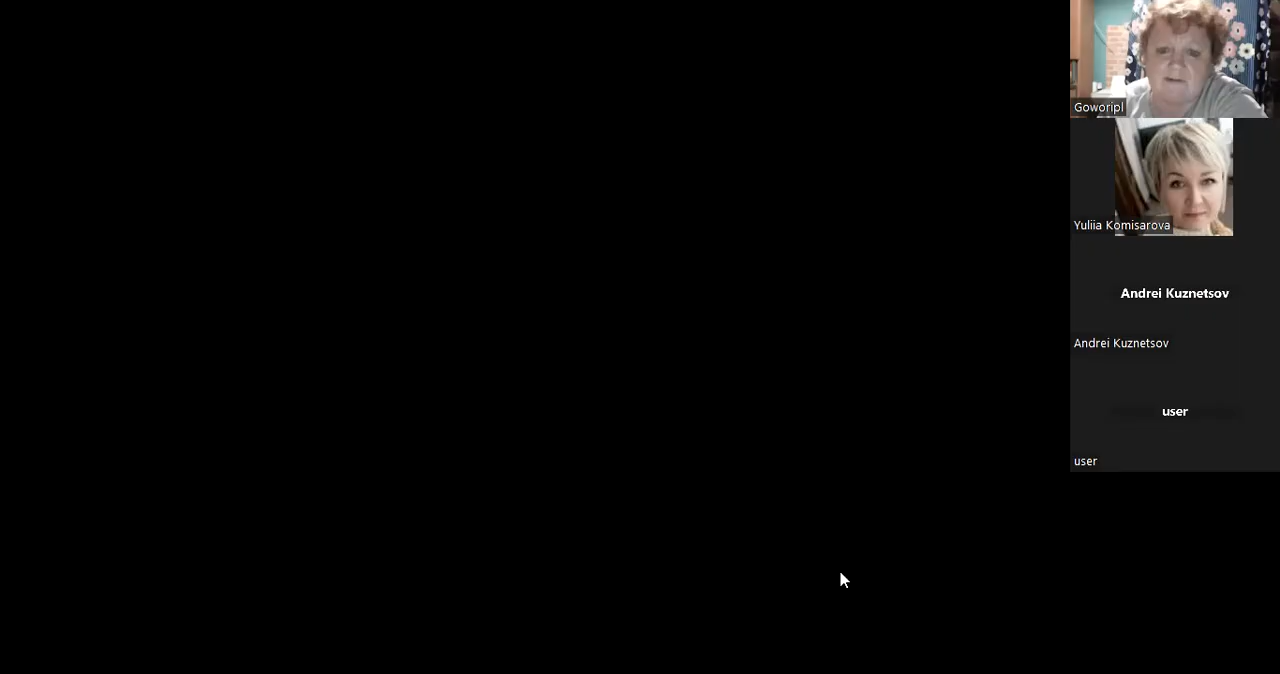 Goworipl
Yuliia Komisarova
Andrei Kuznetsov
Andrei Kuznetsov
user
user